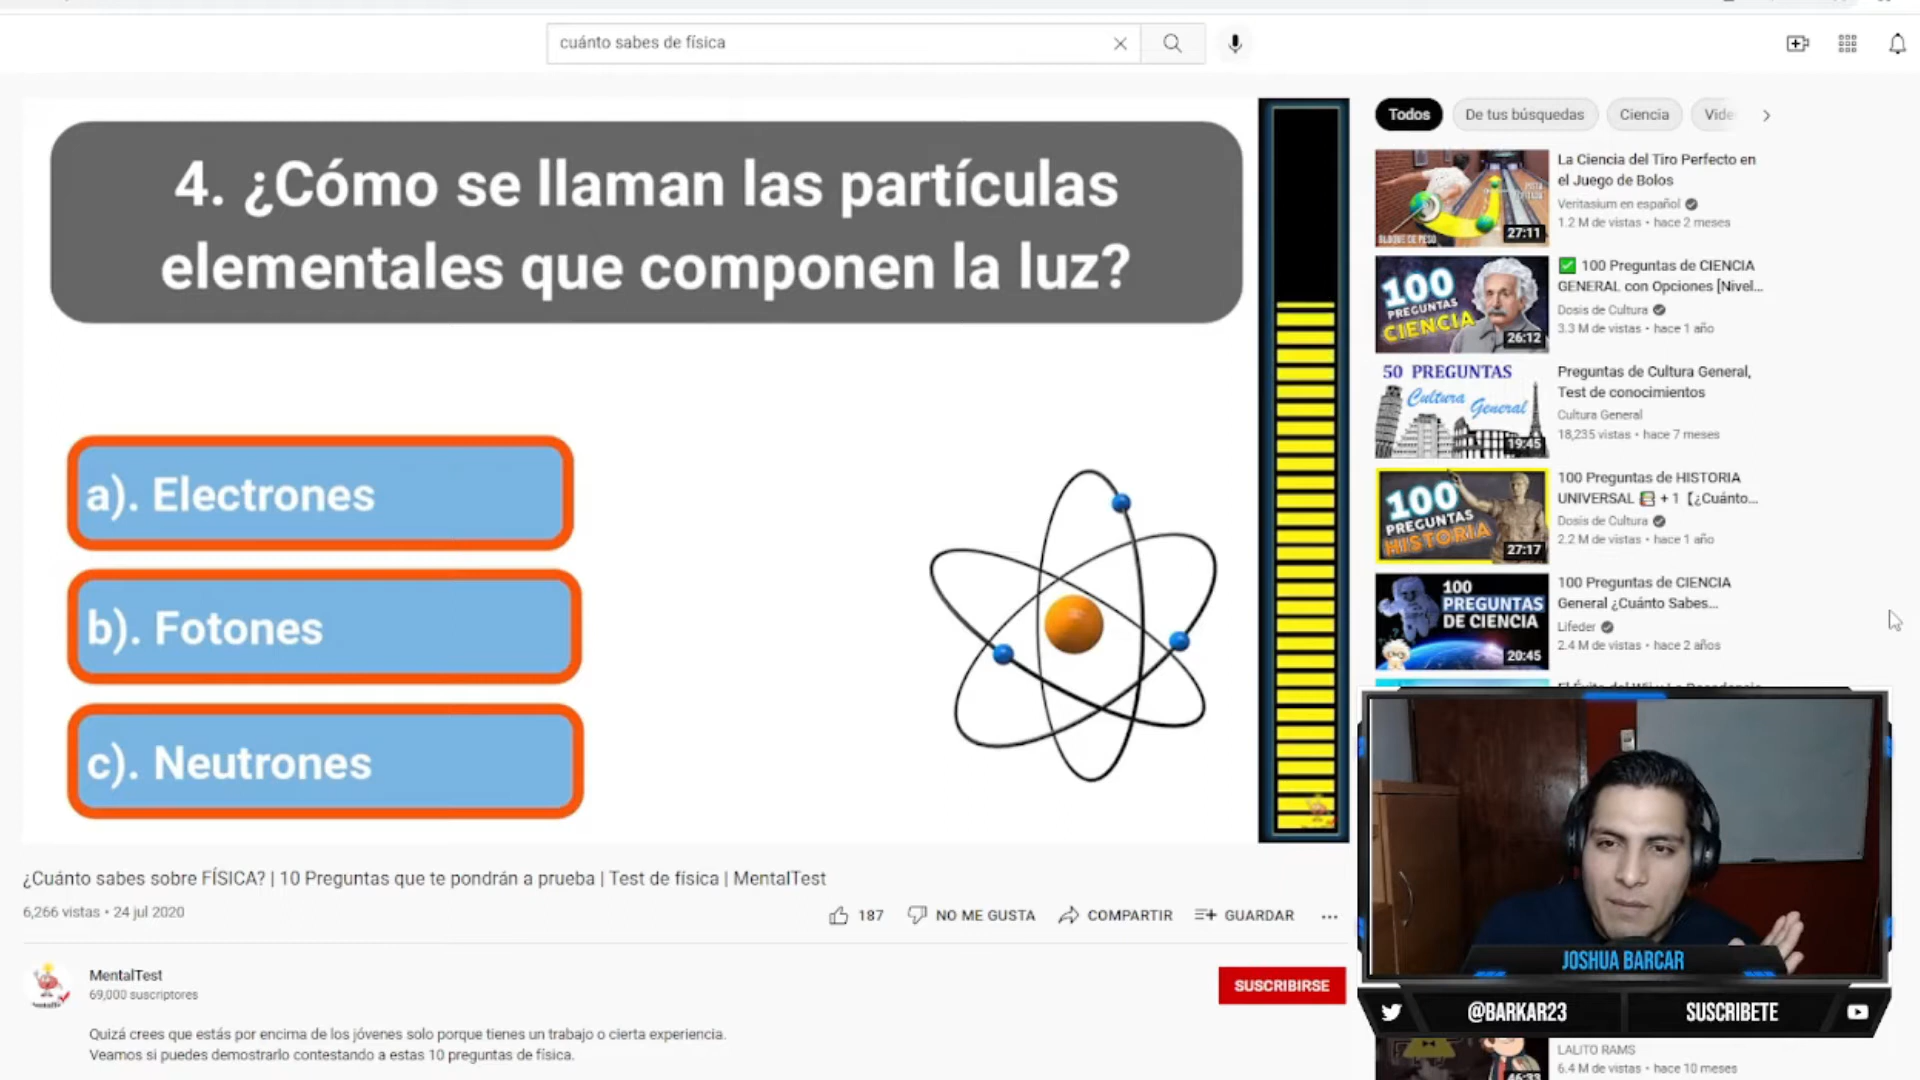 cuánto sabes de física
4. ¿Cómo se llaman las partículas
elementales que componen la luz?
a). Electrones
b). Fotones
c). Neutrones
¿Cuánto sabes sobre FÍSICA? | 10 Preguntas que te pondrán a prueba | Test de física | MentalTest
6,266 vistas • 24 jul 2020
187
NO ME GUSTA
COMPARTIR
GUARDAR
MentalTest
69,000 suscriptores
SUSCRIBIRSE
Quizá crees que estás por encima de los jóvenes solo porque tienes un trabajo o cierta experiencia.
Veamos si puedes demostrarlo contestando a estas 10 preguntas de física.
Todos
De tus búsquedas
Ciencia
Vide
BLOQUE DE PESO
27:11
La Ciencia del Tiro Perfecto en
el Juego de Bolos
Veritasium en español
1.2 M de vistas • hace 2 meses
100
PREGUNTAS
CIENCIA
26:12
100 Preguntas de CIENCIA
GENERAL con Opciones [Nivel...
Dosis de Cultura
3.3 M de vistas • hace 1 año
50 PREGUNTAS
Cultura
General
19:45
Preguntas de Cultura General,
Test de conocimientos
Cultura General
18,235 vistas • hace 7 meses
100
PREGUNTAS
HISTORIA
27:17
100 Preguntas de HISTORIA
UNIVERSAL + 1【¿Cuánto...
Dosis de Cultura
2.2 M de vistas • hace 1 año
100
PREGUNTAS
DE CIENCIA
20:45
100 Preguntas de CIENCIA
General ¿Cuánto Sabes...
Lifeder
2.4 M de vistas • hace 2 años
JOSHUA BARCAR
@BARKAR23
SUSCRIBETE
46:33
LALITO RAMS
6.4 M de vistas • hace 10 meses